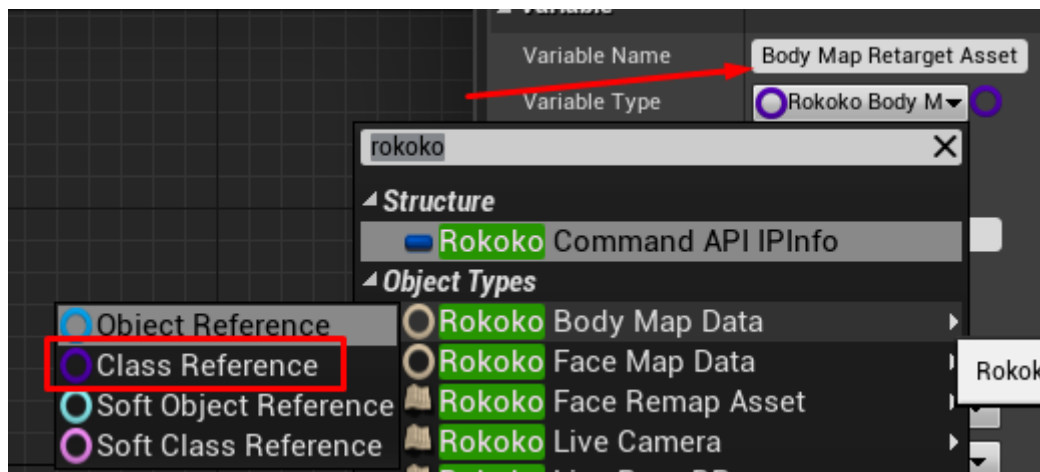 Variable
Variable Name
Body Map Retarget Asset
Variable Type
Rokoko Body M
rokoko
Structure
Rokoko Command API IPInfo
Object Types
Object Reference
Rokoko Body Map Data
Class Reference
Rokoko Face Map Data
Rokok
Soft Object Reference
Rokoko Face Remap Asset
Soft Class Reference
Rokoko Live Camera